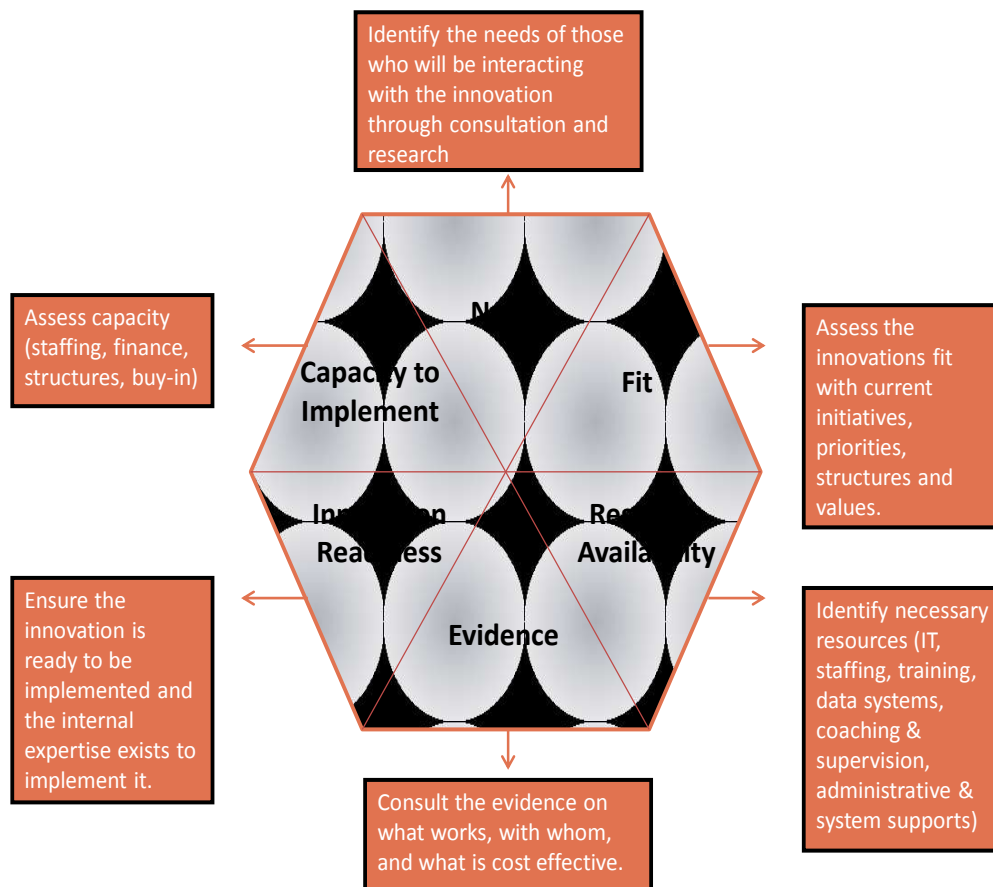 Identify the needs of those
who will be interacting
with the innovation
through consultation and
research
Assess capacity
(staffing, finance,
structures, buy-in)
Capacity to
Implement
Fit
Assess the
innovations fit
with current
initiatives,
priorities,
structures and
values.
Readiness
Availability
Evidence
Ensure the
innovation is
ready to be
implemented and
the internal
expertise exists to
implement it.
Identify necessary
resources (IT,
staffing, training,
data systems,
coaching &
supervision,
administrative &
system supports)
Consult the evidence on
what works, with whom,
and what is cost effective.